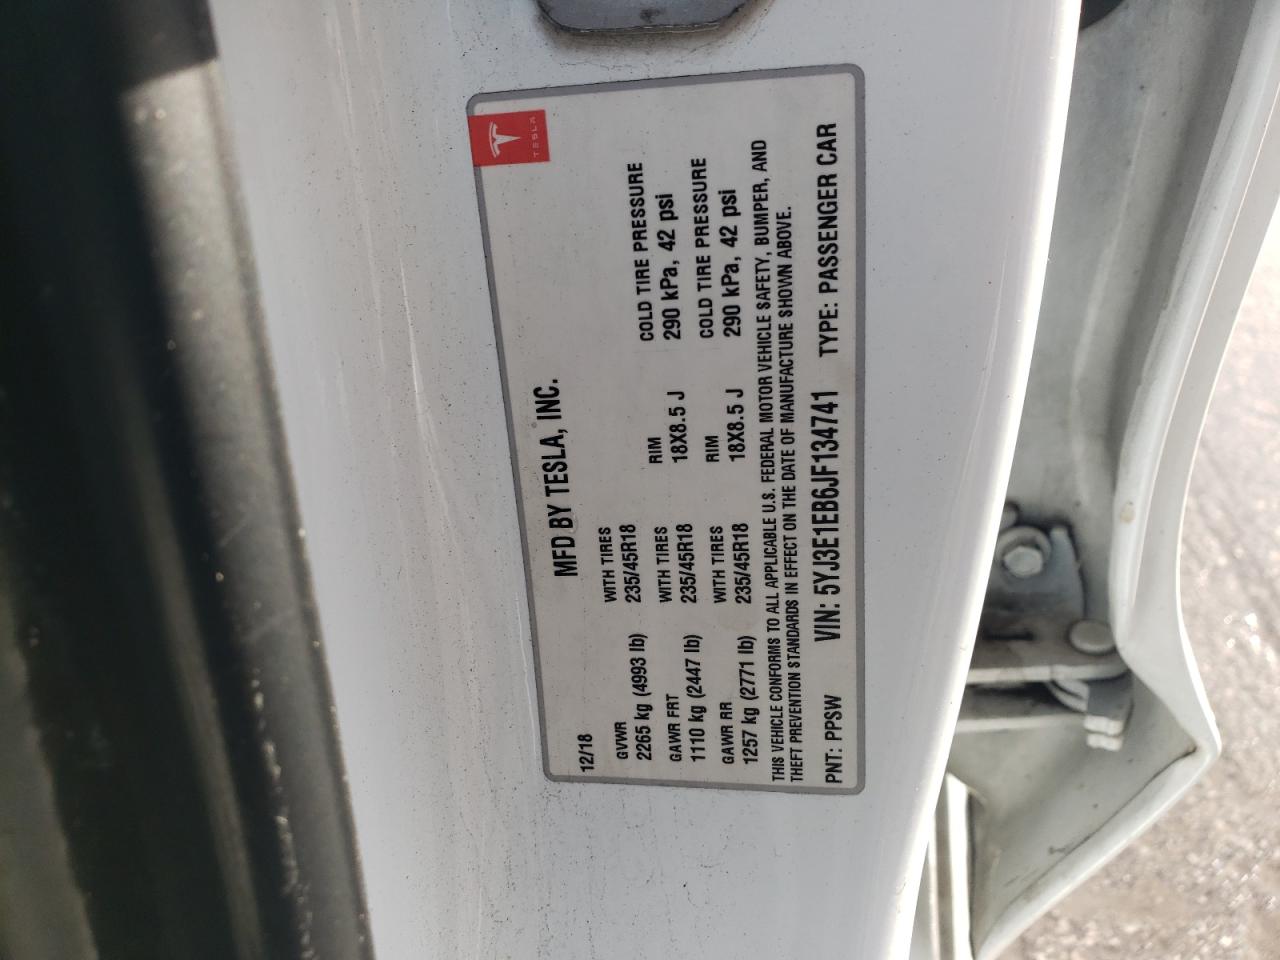 TESLA
MFD BY TESLA, INC.
12/18
GVWR WITH TIRES RIM COLD TIRE PRESSURE
2265 kg (4993 lb) 235/45R18 18X8.5 J 290 kPa, 42 psi
GAWR FRT WITH TIRES RIM COLD TIRE PRESSURE
1110 kg (2447 lb) 235/45R18 18X8.5 J 290 kPa, 42 psi
GAWR RR WITH TIRES
1257 kg (2771 lb) 235/45R18
THIS VEHICLE CONFORMS TO ALL APPLICABLE U.S. FEDERAL MOTOR VEHICLE SAFETY, BUMPER, AND
THEFT PREVENTION STANDARDS IN EFFECT ON THE DATE OF MANUFACTURE SHOWN ABOVE.
PNT: PPSW VIN: 5YJ3E1EB6JF134741 TYPE: PASSENGER CAR